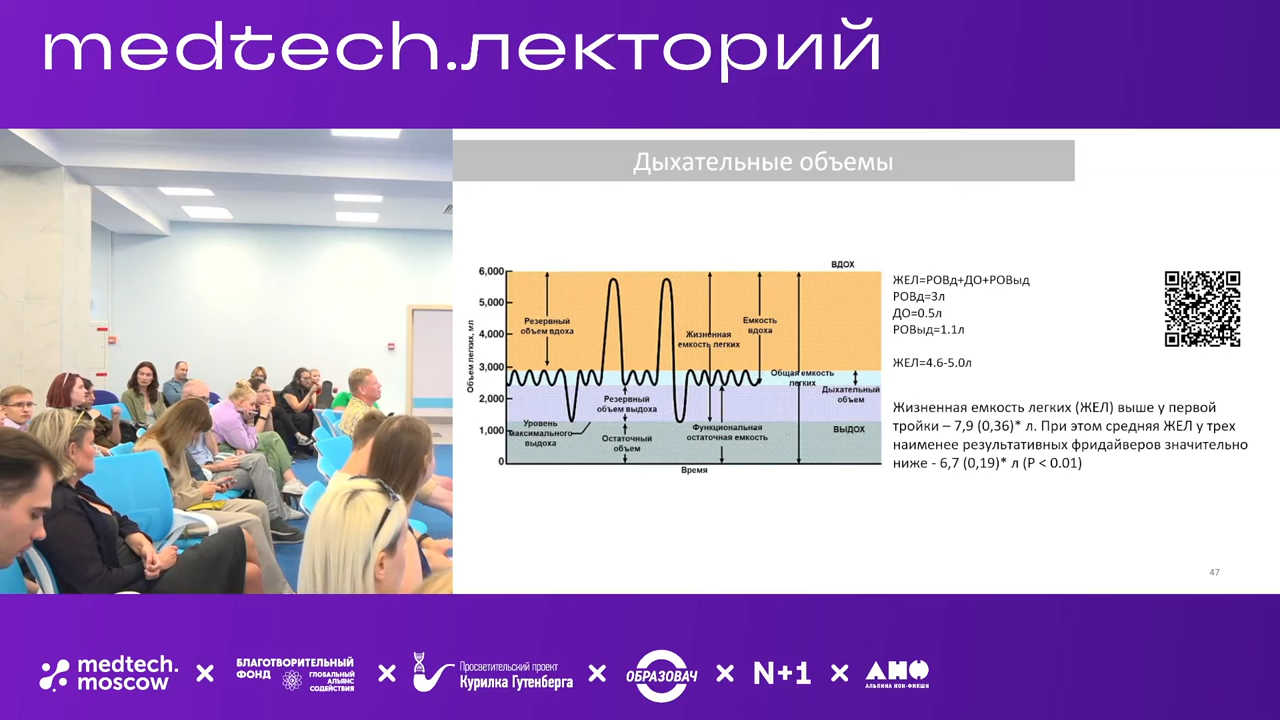 medtech.лекторий
Дыхательные объемы
ВДОХ
6,000
5,000
4,000
3,000
2,000
1,000
0
Объем легких, мл
Резервный
объем вдоха
Жизненная
емкость легких
Емкость
вдоха
Общая емкость
легких
Дыхательный
объем
Резервный
объем выдоха
Уровень
максимального
выдоха
Остаточный
объем
Функциональная
остаточная емкость
ВЫДОХ
Время
ЖЕЛ=РОВд+ДО+РОВыд
РОВд=3л
ДО=0.5л
РОВыд=1.1л
ЖЕЛ=4.6-5.0л
Жизненная емкость легких (ЖЕЛ) выше у первой
тройки – 7,9 (0,36)* л. При этом средняя ЖЕЛ у трех
наименее результативных фридайверов значительно
ниже - 6,7 (0,19)* л (P < 0.01)
47
medtech.
moscow
БЛАГОТВОРИТЕЛЬНЫЙ
ФОНД
ГЛОБАЛЬНЫЙ
АЛЬЯНС
СОДЕЙСТВИЯ
Просветительский проект
Курилка Гутенберга
ОБРАЗОВАЧ
N+1
АНФ
АЛЬПИНА НОН-ФИКШН